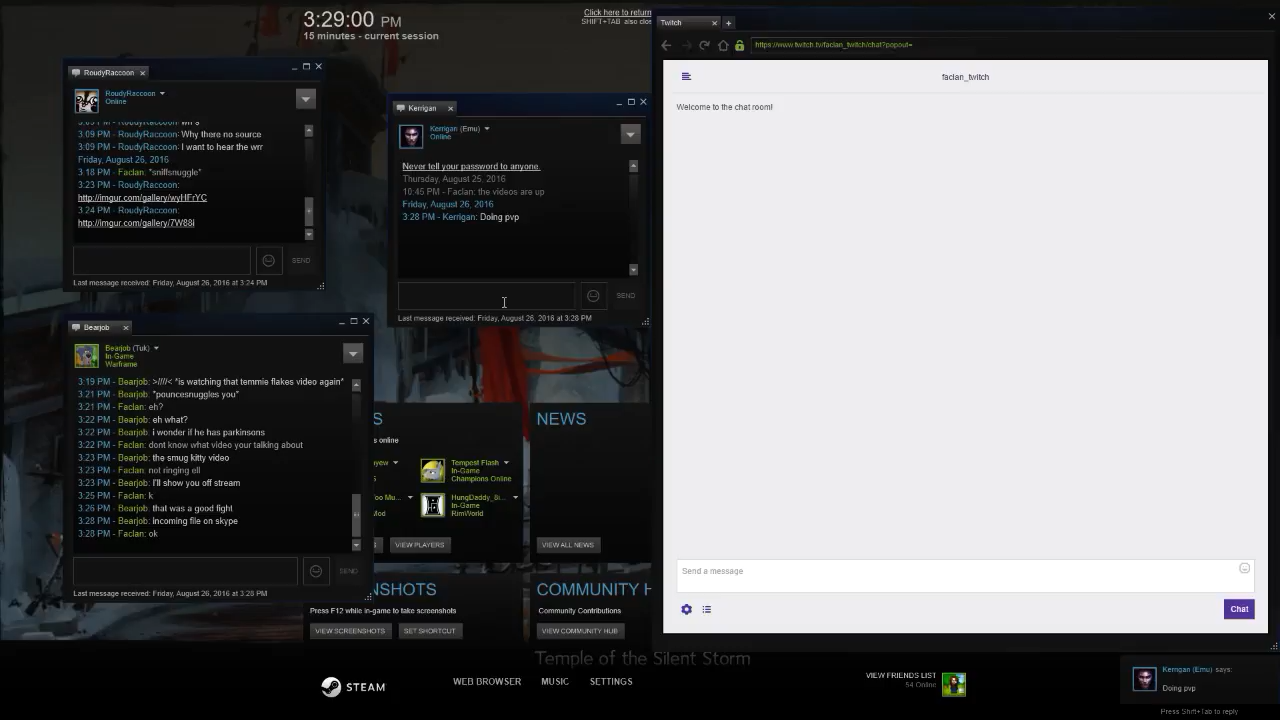 3:29:00 PM
15 minutes - current session
Click here to return
SHIFT+TAB also clos
RoudyRaccoon
RoudyRaccoon
Online
3:09 PM - RoudyRaccoon: Why there no source
3:09 PM - RoudyRaccoon: I want to hear the wrr
Friday, August 26, 2016
3:18 PM - Faclan: *sniffsnuggle*
3:23 PM - RoudyRaccoon:
http://imgur.com/gallery/wyHFrYC
3:24 PM - RoudyRaccoon:
http://imgur.com/gallery/7W88I
SEND
Last message received: Friday, August 26, 2016 at 3:24 PM
Kerrigan
Kerrigan (Emu)
Online
Never tell your password to anyone.
Thursday, August 25, 2016
10:45 PM - Faclan: the videos are up
Friday, August 26, 2016
3:28 PM - Kerrigan: Doing pvp
SEND
Last message received: Friday, August 26, 2016 at 3:28 PM
Bearjob
Bearjob (Tuk)
In-Game
Warframe
3:19 PM - Bearjob: >////< *is watching that temmie flakes video again*
3:21 PM - Bearjob: *pouncesnuggles you*
3:21 PM - Faclan: eh?
3:22 PM - Bearjob: eh what?
3:22 PM - Bearjob: i wonder if he has parkinsons
3:22 PM - Faclan: dont know what video your talking about
3:23 PM - Bearjob: the smug kitty video
3:23 PM - Faclan: not ringing ell
3:23 PM - Bearjob: I'll show you off stream
3:25 PM - Faclan: k
3:26 PM - Bearjob: that was a good fight
3:28 PM - Bearjob: incoming file on skype
3:28 PM - Faclan: ok
SEND
Last message received: Friday, August 26, 2016 at 3:28 PM
S
s online
ayew
Tempest Flash
In-Game
Champions Online
Too Mu...
Mod
HungDaddy_8i...
In-Game
RimWorld
VIEW PLAYERS
NEWS
VIEW ALL NEWS
NSHOTS
Press F12 while in-game to take screenshots
VIEW SCREENSHOTS
SET SHORTCUT
COMMUNITY H
Community Contributions
VIEW COMMUNITY HUB
Temple of the Silent Storm
STEAM
WEB BROWSER
MUSIC
SETTINGS
VIEW FRIENDS LIST
54 Online
Twitch
https://www.twitch.tv/faclan_twitch/chat?popout=
faclan_twitch
Welcome to the chat room!
Send a message
Chat
Kerrigan (Emu) says:
Doing pvp
Press Shift+Tab to reply